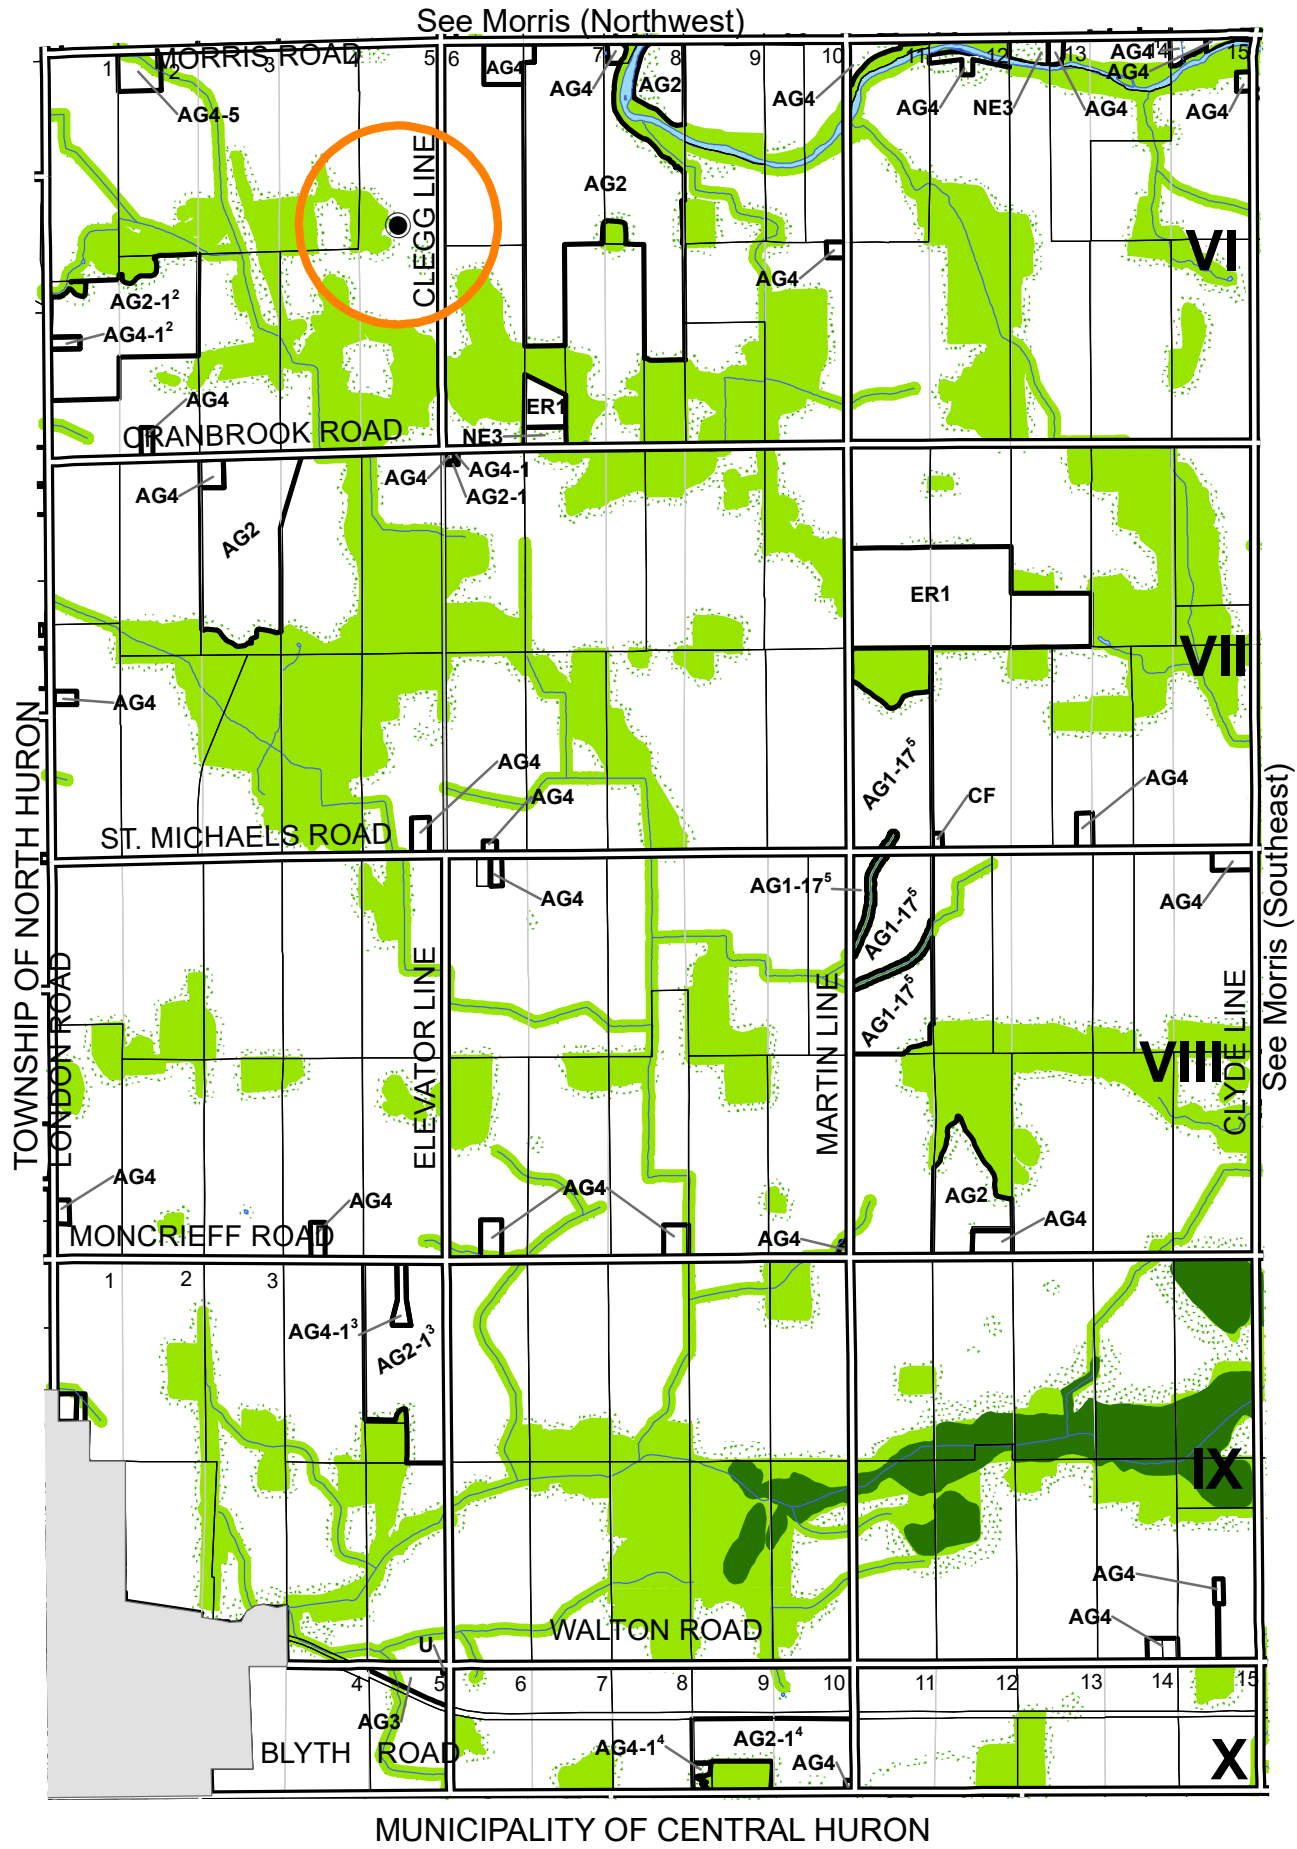 See Morris (Northwest)
MORRIS ROAD
1 2 3 4 5 6 7 8 9 10 11 12 13 14 15
AG4-5
AG4
AG4
AG2
AG4
AG4
NE3
AG4
AG4
AG4
AG4
CLEGG LINE
AG2
VI
AG4
AG2-1²
AG4-1²
AG4
ER1
CRANBROOK ROAD
NE3
AG4
AG4-1
AG2-1
AG4
AG2
ER1
VII
AG4
AG4
AG4
AG1-17⁵
CF
AG4
ST. MICHAELS ROAD
AG4
AG1-17⁵
AG1-17⁵
AG4
AG1-17⁵
TOWNSHIP OF NORTH HURON
LONDON ROAD
ELEVATOR LINE
MARTIN LINE
CLYDE LINE
See Morris (Southeast)
VIII
AG4
AG4
AG4
AG2
AG4
AG4
MONCRIEFF ROAD
1 2 3
AG4-1³
AG2-1³
IX
AG4
AG4
WALTON ROAD
U
4 5 6 7 8 9 10 11 12 13 14 15
AG3
BLYTH ROAD
AG4-1⁴
AG2-1⁴
AG4
X
MUNICIPALITY OF CENTRAL HURON